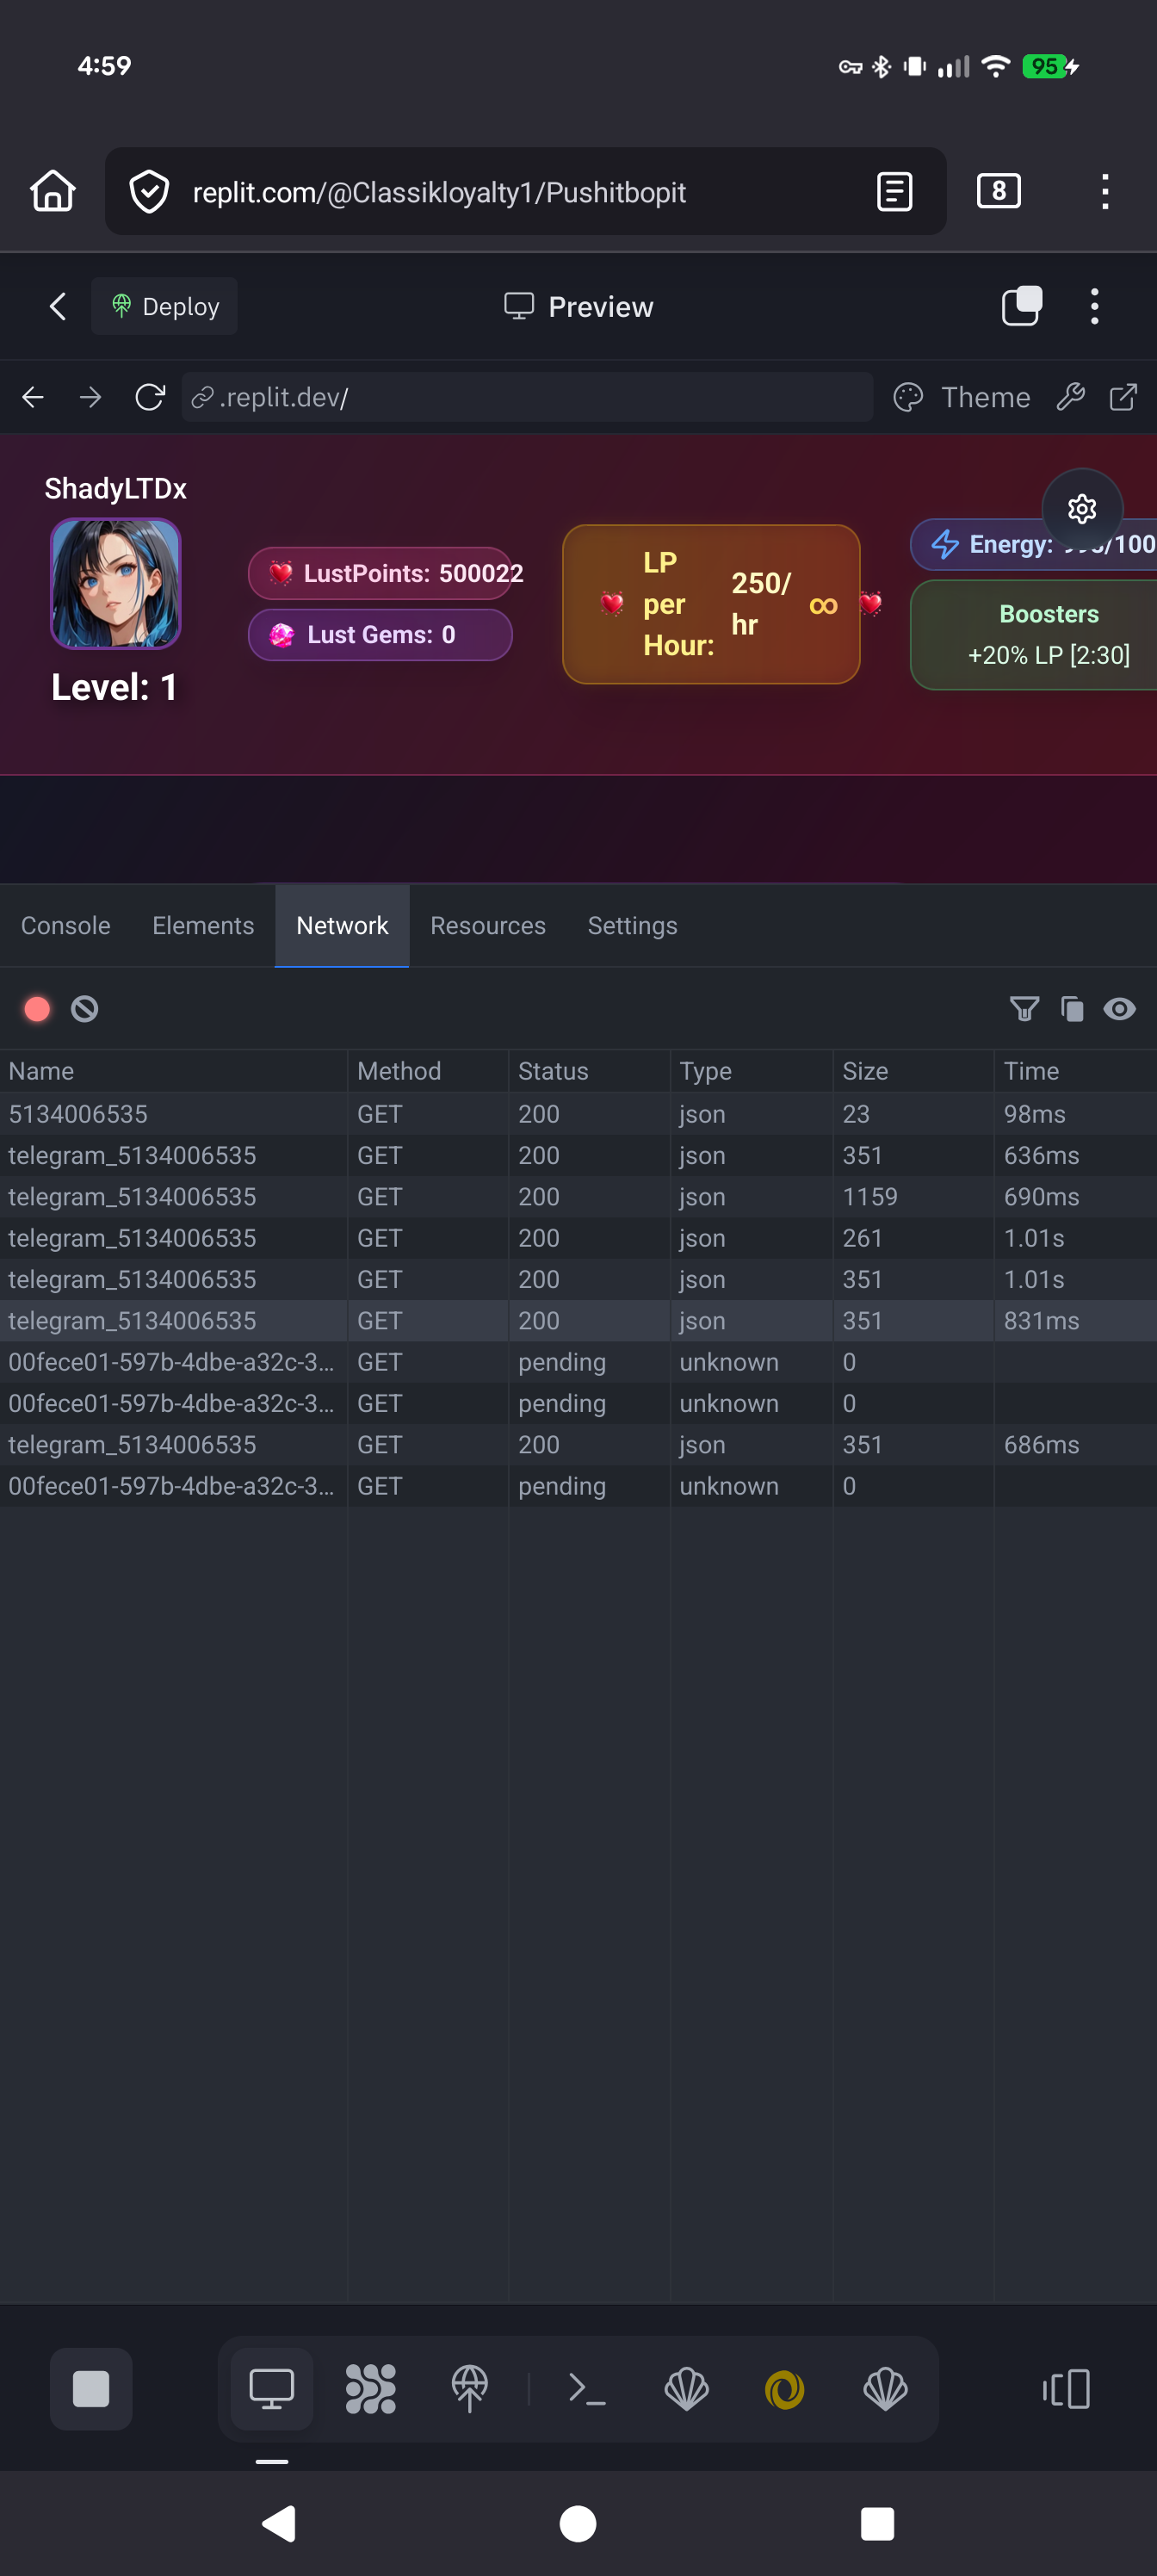 4:59
95
replit.com/@Classikloyalty1/Pushitbopit
8
Deploy
Preview
.replit.dev/
Theme
ShadyLTDx
Level: 1
LustPoints: 500022
Lust Gems: 0
LP per Hour:
250/hr
∞
Energy: /100
Boosters
+20% LP [2:30]
Console Elements Network Resources Settings
Name Method Status Type Size Time
5134006535 GET 200 json 23 98ms
telegram_5134006535 GET 200 json 351 636ms
telegram_5134006535 GET 200 json 1159 690ms
telegram_5134006535 GET 200 json 261 1.01s
telegram_5134006535 GET 200 json 351 1.01s
telegram_5134006535 GET 200 json 351 831ms
00fece01-597b-4dbe-a32c-3... GET pending unknown 0
00fece01-597b-4dbe-a32c-3... GET pending unknown 0
telegram_5134006535 GET 200 json 351 686ms
00fece01-597b-4dbe-a32c-3... GET pending unknown 0